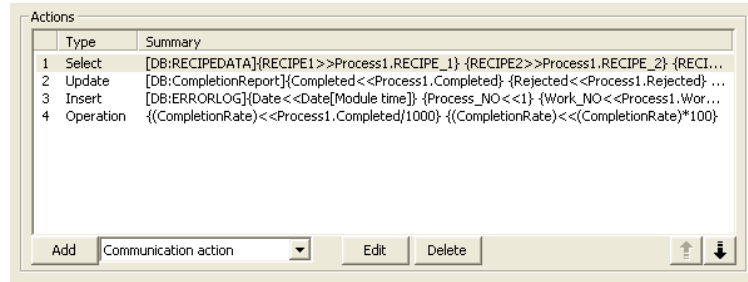 Actions
Type Summary
1 Select [DB:RECIPEDATA]{RECIPE1>>Process1.RECIPE_1} {RECIPE2>>Process1.RECIPE_2} {RECI...
2 Update [DB:CompletionReport]{Completed<<Process1.Completed} {Rejected<<Process1.Rejected} ...
3 Insert [DB:ERRORLOG]{Date<<Date[Module time]} {Process_NO<<1} {Work_NO<<Process1.Wor...
4 Operation {(CompletionRate)<<Process1.Completed/1000} {(CompletionRate)<<(CompletionRate)*100}
Add Communication action Edit Delete